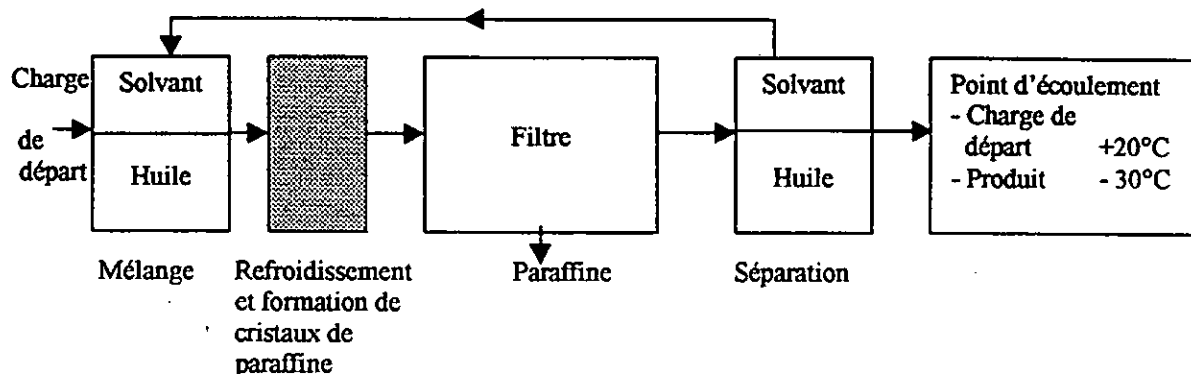 Charge
de
départ
Solvant
Huile
Mélange
Refroidissement
et formation de
cristaux de
paraffine
Filtre
Paraffine
Solvant
Huile
Séparation
Point d'écoulement
- Charge de
départ +20°C
- Produit - 30°C